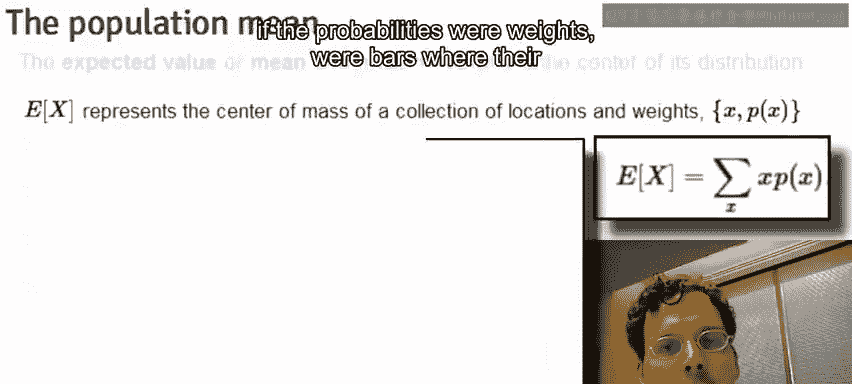 The population mean
if the probabilities were weights,
were bars where their
The expected value or mean the center of its distribution
E[X] represents the center of mass of a collection of locations and weights, {x, p(x)}
E[X] = ∑ xp(x)
x